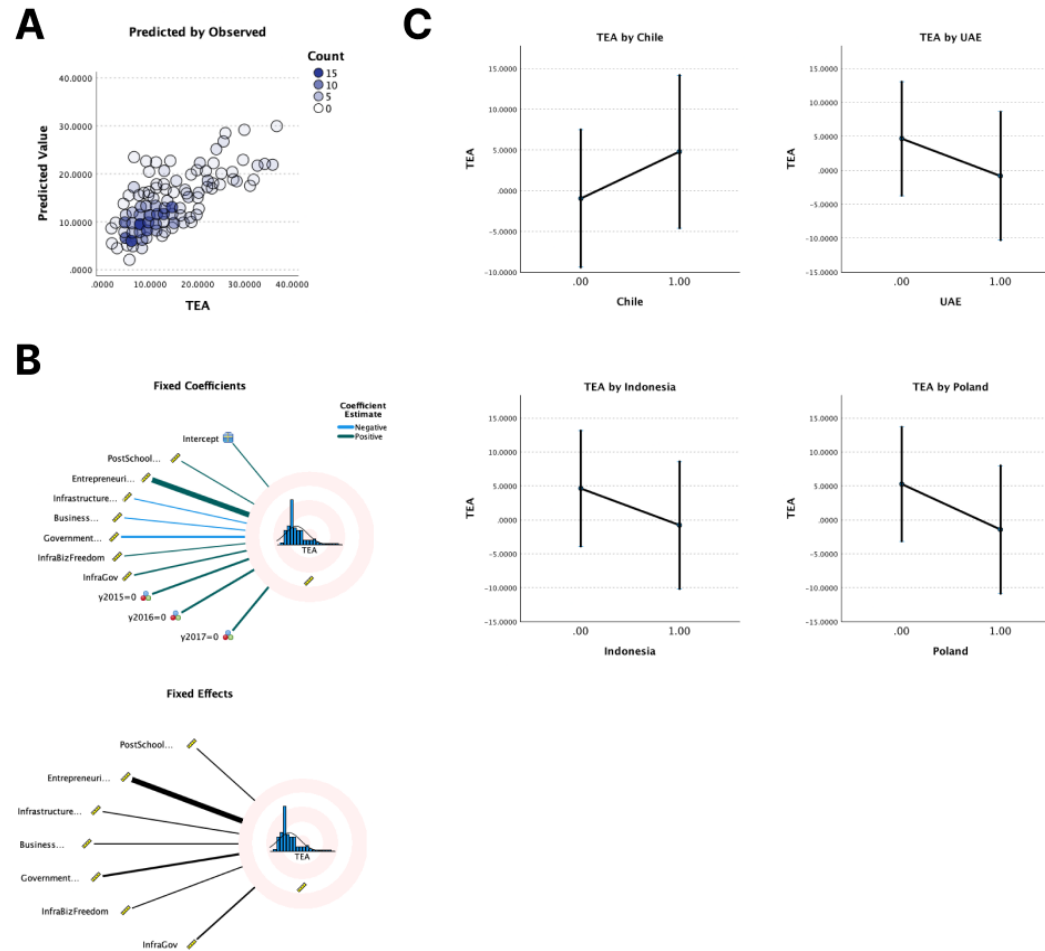 A
Predicted by Observed
Count
15
10
5
0
Predicted Value
40.0000
30.0000
20.0000
10.0000
.0000
.0000 10.0000 20.0000 30.0000 40.0000
TEA
B
Fixed Coefficients
Coefficient
Estimate
Negative
Positive
Intercept
PostSchool...
Entrepreneuri...
Infrastructure...
Business...
Government...
InfraBizFreedom
InfraGov
y2015=0
y2016=0
y2017=0
TEA
Fixed Effects
PostSchool...
Entrepreneuri...
Infrastructure...
Business...
Government...
InfraBizFreedom
InfraGov
TEA
C
TEA by Chile
TEA
15.0000
10.0000
5.0000
.0000
-5.0000
-10.0000
.00 1.00
Chile
TEA by UAE
TEA
15.0000
10.0000
5.0000
.0000
-5.0000
-10.0000
-15.0000
.00 1.00
UAE
TEA by Indonesia
TEA
15.0000
10.0000
5.0000
.0000
-5.0000
-10.0000
-15.0000
.00 1.00
Indonesia
TEA by Poland
TEA
15.0000
10.0000
5.0000
.0000
-5.0000
-10.0000
-15.0000
.00 1.00
Poland